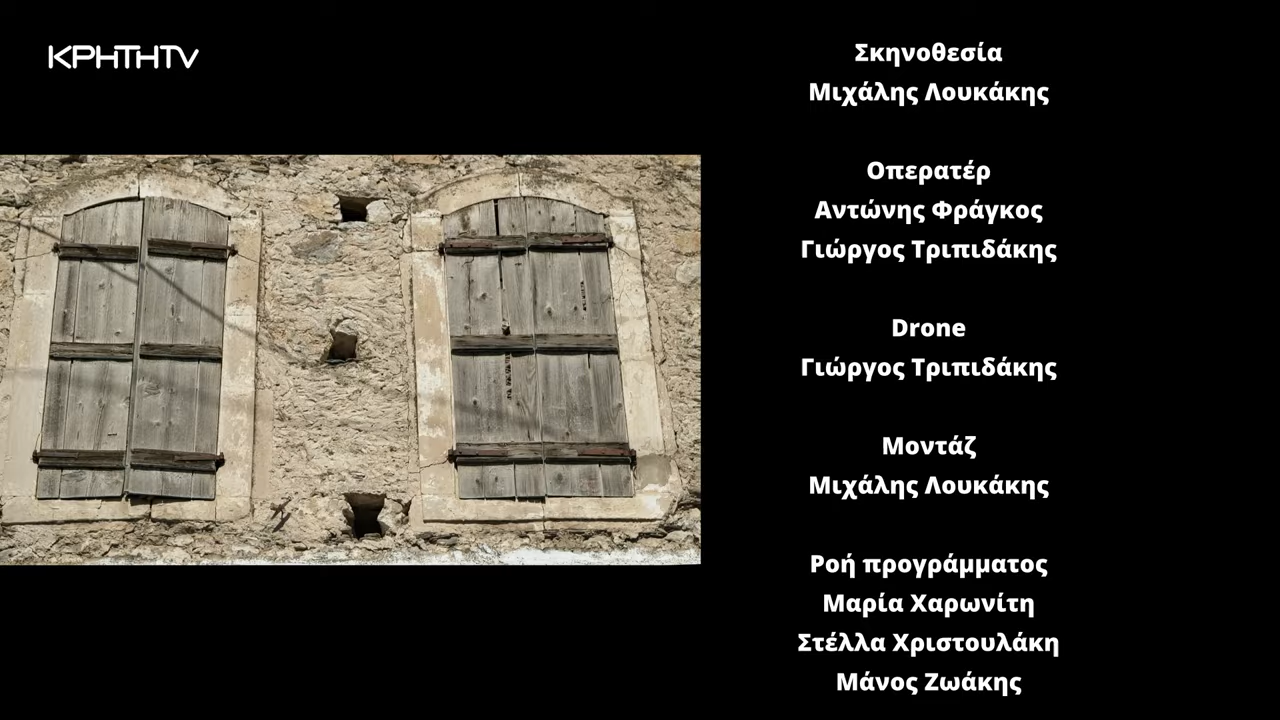 ΚΡΗΤΗTV
Σκηνοθεσία
Μιχάλης Λουκάκης
Οπερατέρ
Αντώνης Φράγκος
Γιώργος Τριπιδάκης
Drone
Γιώργος Τριπιδάκης
Μοντάζ
Μιχάλης Λουκάκης
Ροή προγράμματος
Μαρία Χαρωνίτη
Στέλλα Χριστουλάκη
Μάνος Ζωάκης